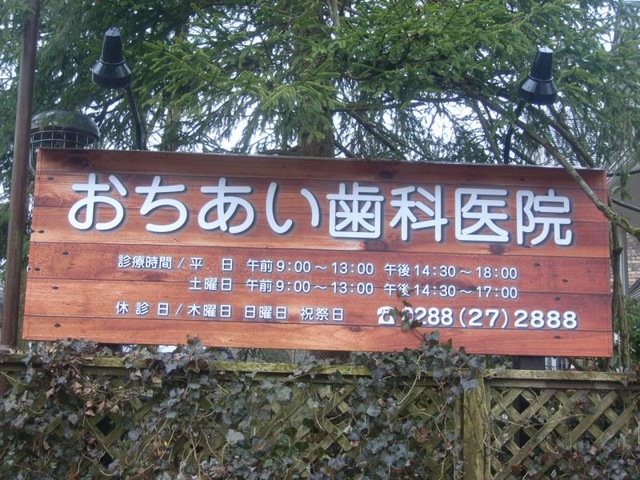 おちあい歯科医院
診療時間/平 日 午前9:00～13:00 午後14:30～18:00
土曜日 午前9:00～13:00 午後14:30～17:00
休診日/木曜日 日曜日 祝祭日 ☎0288(27)2888